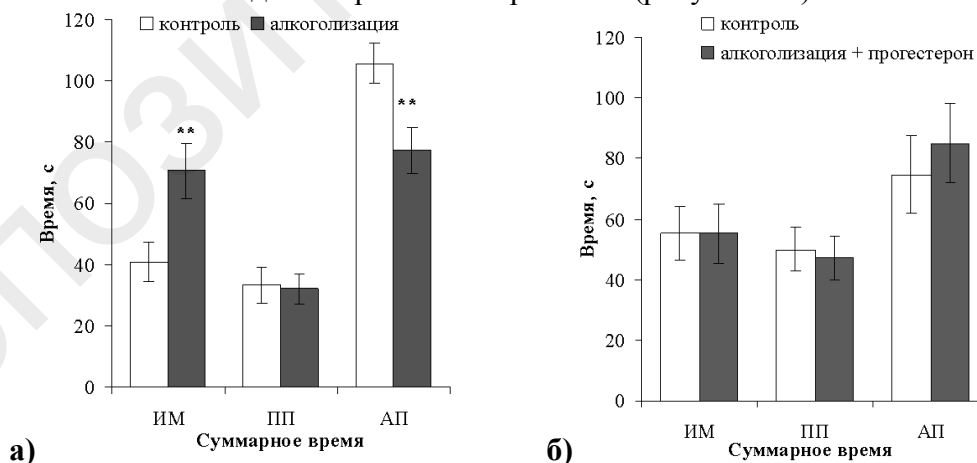 120
100
80
60
40
20
0
Время, с
контроль алкоголизация
**
**
ИМ ПП АП
Суммарное время
а)
120
100
80
60
40
20
0
Время, с
контроль
алкоголизация + прогестерон
ИМ ПП АП
Суммарное время
б)